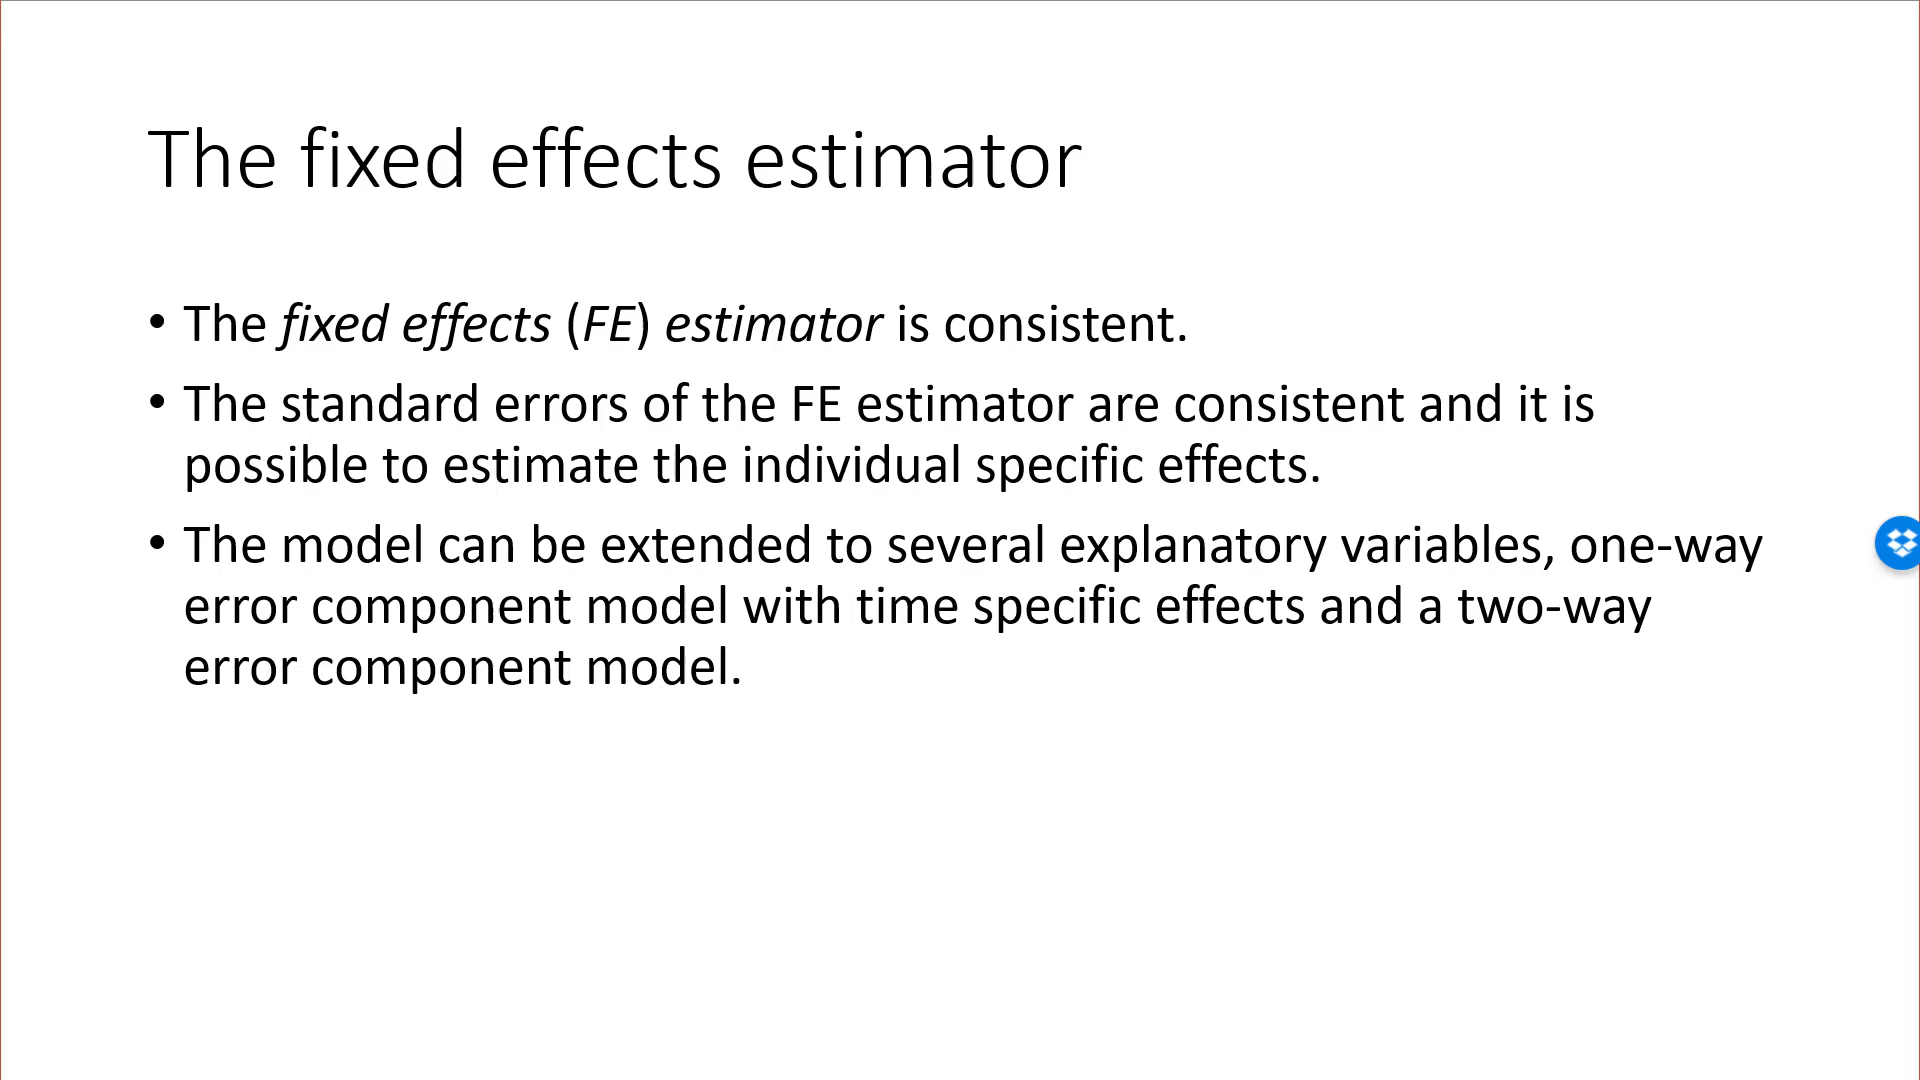 The fixed effects estimator
• The fixed effects (FE) estimator is consistent.
• The standard errors of the FE estimator are consistent and it is
possible to estimate the individual specific effects.
• The model can be extended to several explanatory variables, one-way
error component model with time specific effects and a two-way
error component model.